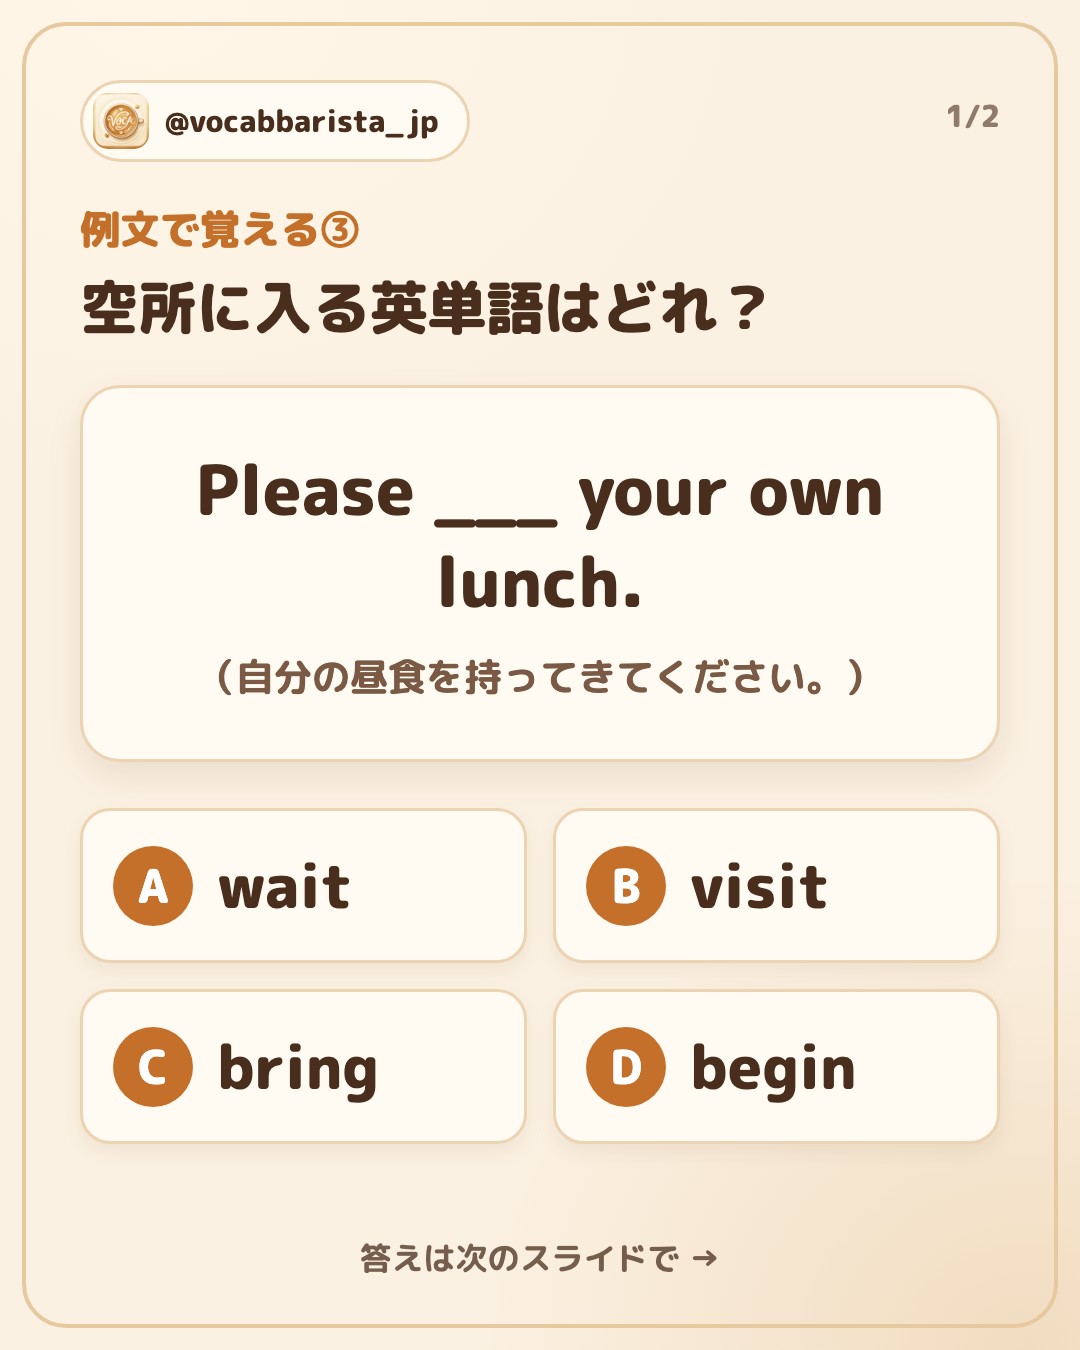 @vocabbarista_jp
1/2
例文で覚える③
空所に入る英単語はどれ？
Please ___ your own
lunch.
（自分の昼食を持ってきてください。）
A wait
B visit
C bring
D begin
答えは次のスライドで →